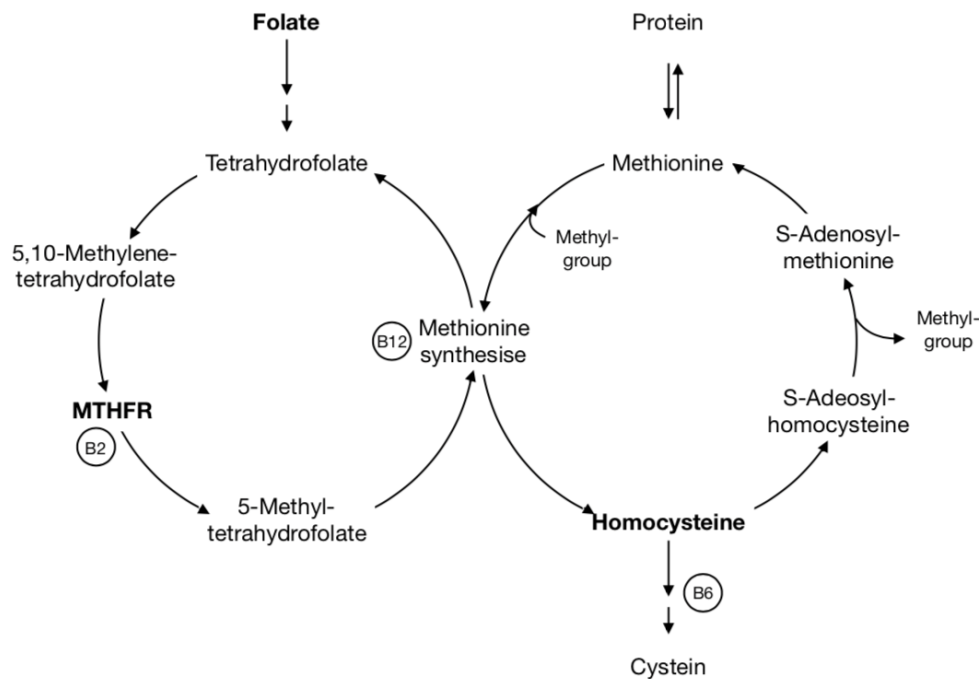 Folate
Protein
Tetrahydrofolate
Methionine
5,10-Methylene-
tetrahydrofolate
Methyl-
group
S-Adenosyl-
methionine
B12
Methionine
synthesise
Methyl-
group
MTHFR
B2
S-Adeosyl-
homocysteine
5-Methyl-
tetrahydrofolate
Homocysteine
B6
Cystein